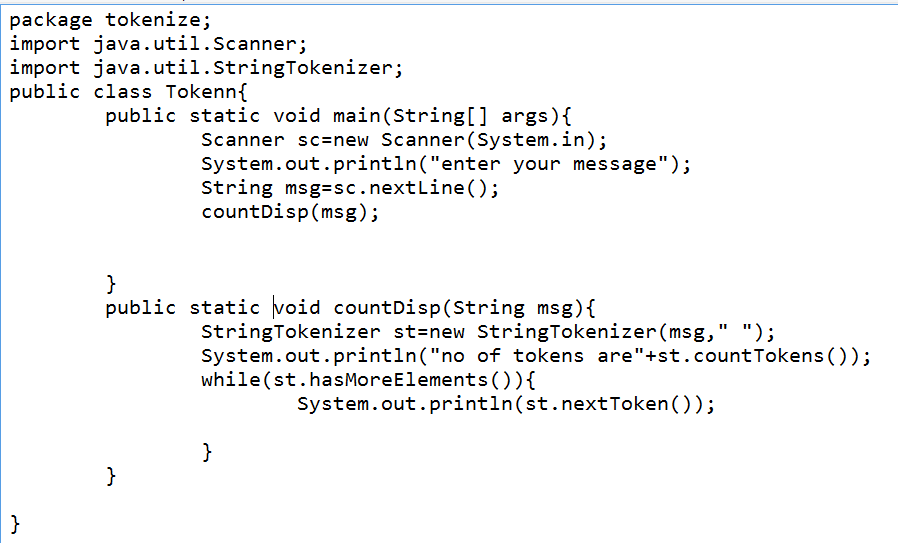 package tokenize;
import java.util.Scanner;
import java.util.StringTokenizer;
public class Tokenn{
        public static void main(String[] args){
                Scanner sc=new Scanner(System.in);
                System.out.println("enter your message");
                String msg=sc.nextLine();
                countDisp(msg);
        }
        public static void countDisp(String msg){
                StringTokenizer st=new StringTokenizer(msg," ");
                System.out.println("no of tokens are"+st.countTokens());
                while(st.hasMoreElements()){
                        System.out.println(st.nextToken());
                }
        }
}